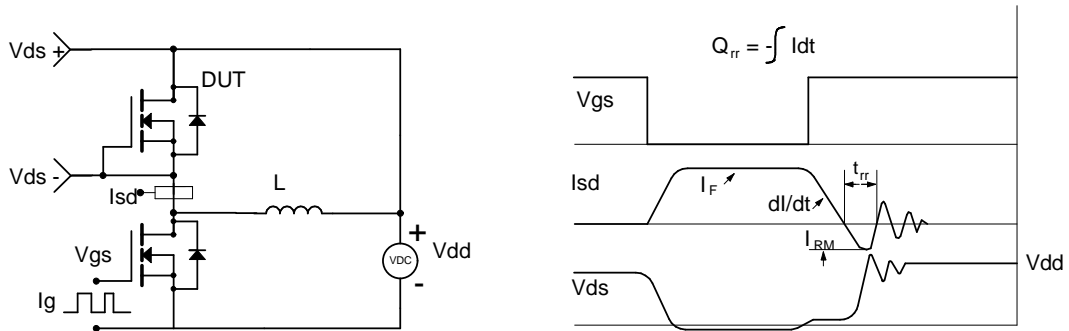 Vds +
DUT
Vds -
Isd
L
Vgs
+
VDC
Vdd
-
Ig
Qrr = -∫ Idt
Vgs
Isd
IF
trr
dI/dt
IRM
Vds
Vdd